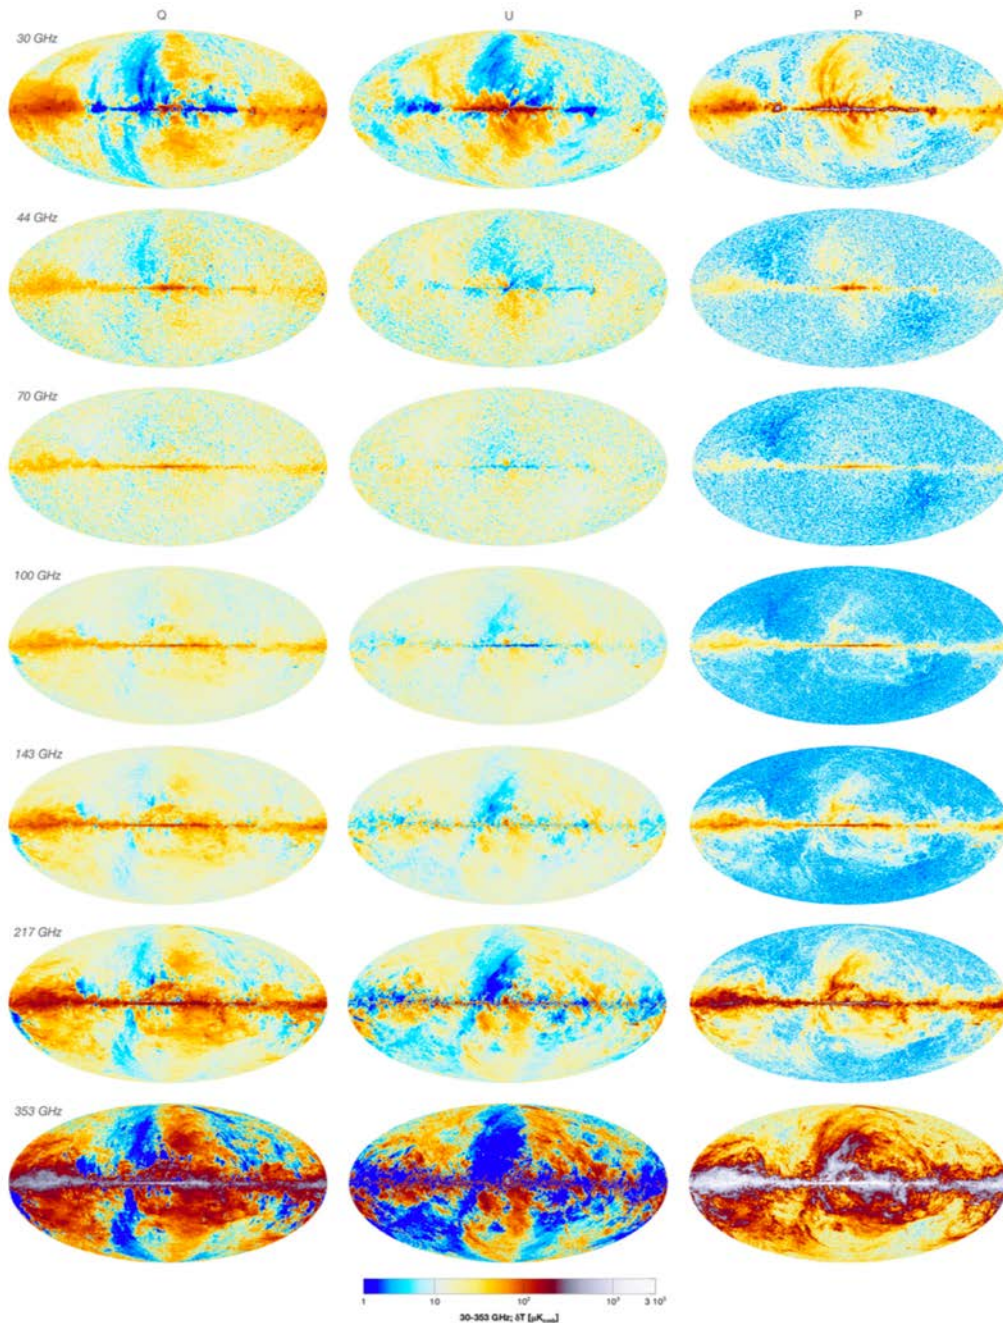 Q U P
30 GHz
44 GHz
70 GHz
100 GHz
143 GHz
217 GHz
353 GHz
1 10 10² 10³ 3 10³
30-353 GHz; δT [μK_cmb]